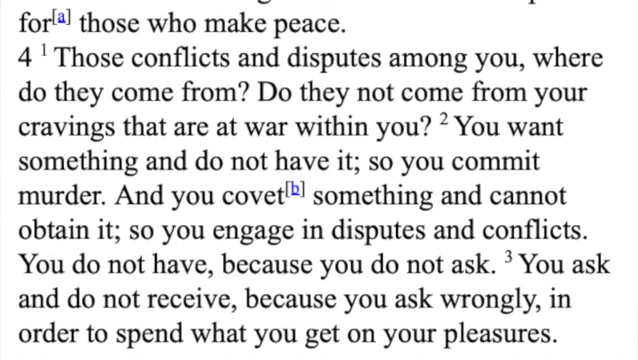 for[a] those who make peace.
4 1 Those conflicts and disputes among you, where
do they come from? Do they not come from your
cravings that are at war within you? 2 You want
something and do not have it; so you commit
murder. And you covet[b] something and cannot
obtain it; so you engage in disputes and conflicts.
You do not have, because you do not ask. 3 You ask
and do not receive, because you ask wrongly, in
order to spend what you get on your pleasures.